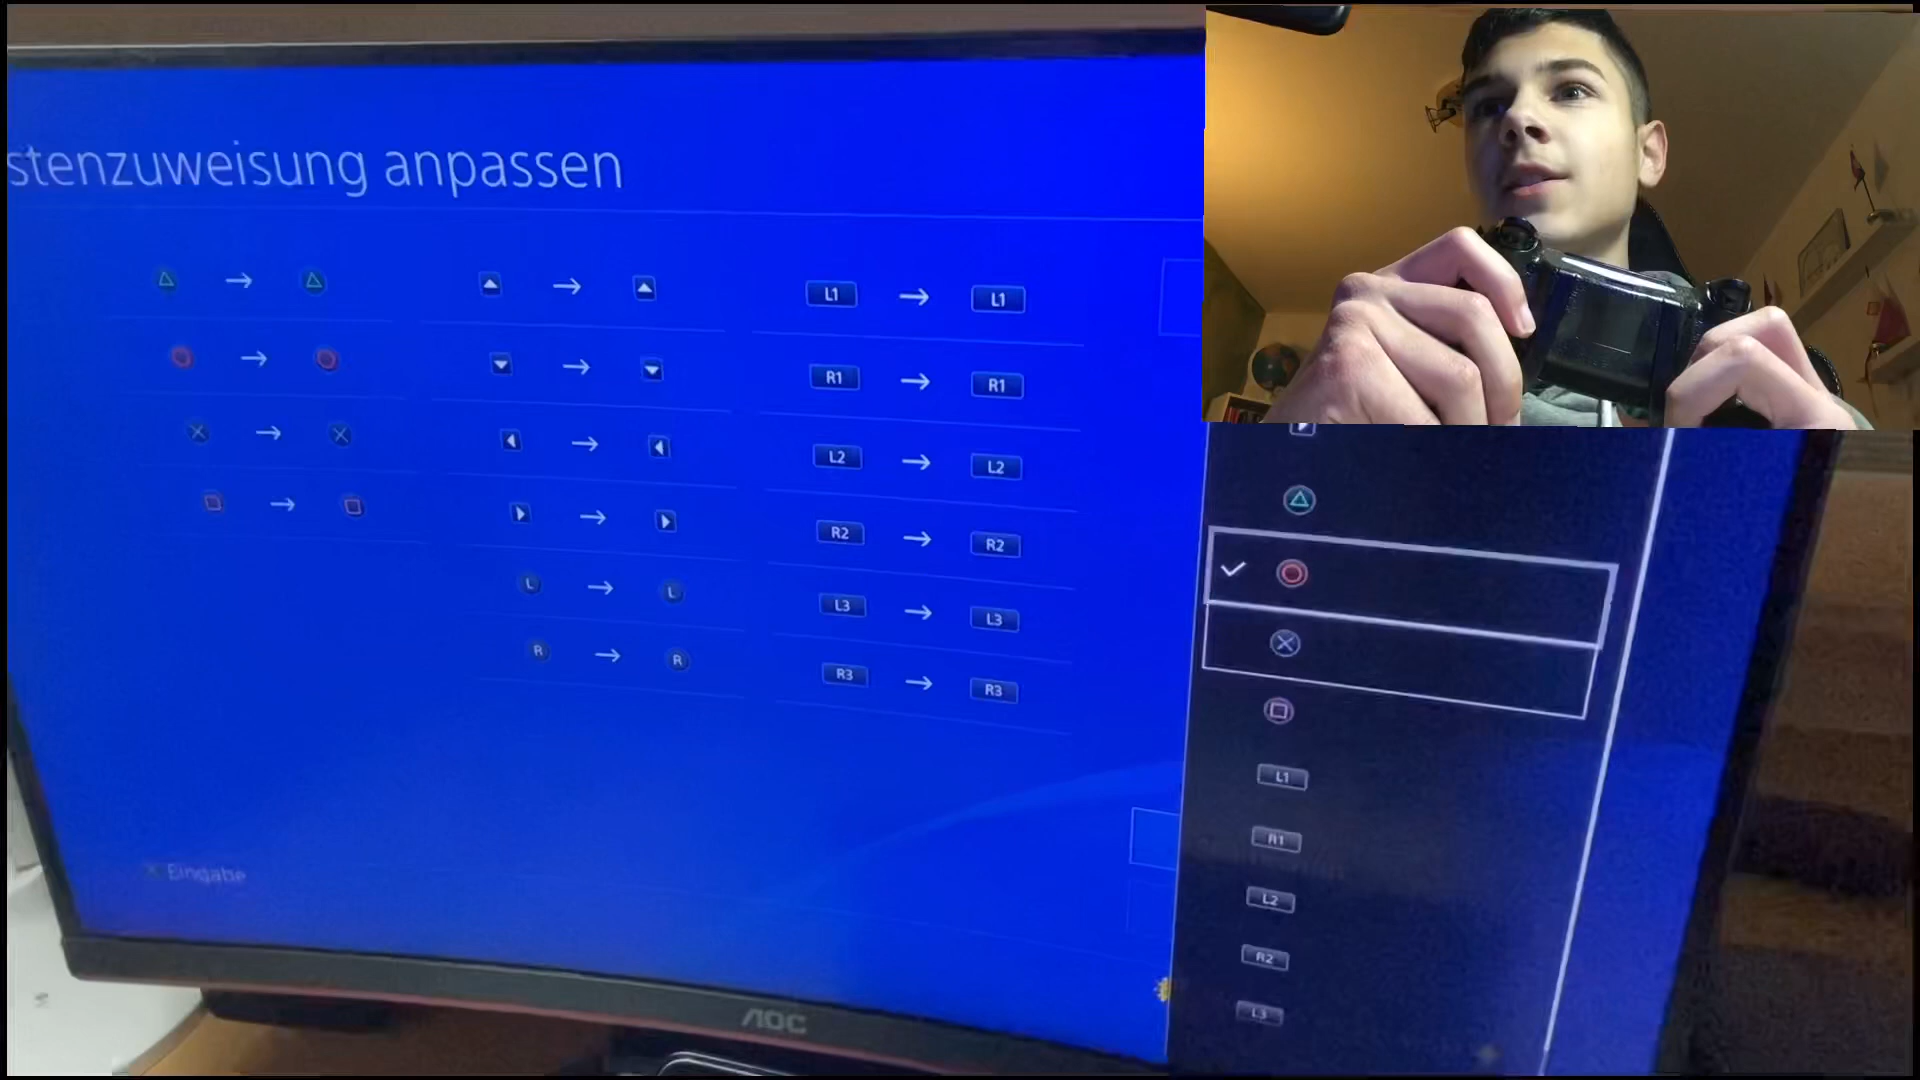 stenzuweisung anpassen
L1 → L1
R1 → R1
L2 → L2
R2 → R2
L → L
L3 → L3
R → R
R3 → R3
Eingabe
L1
R1
L2
R2
L3
AOC